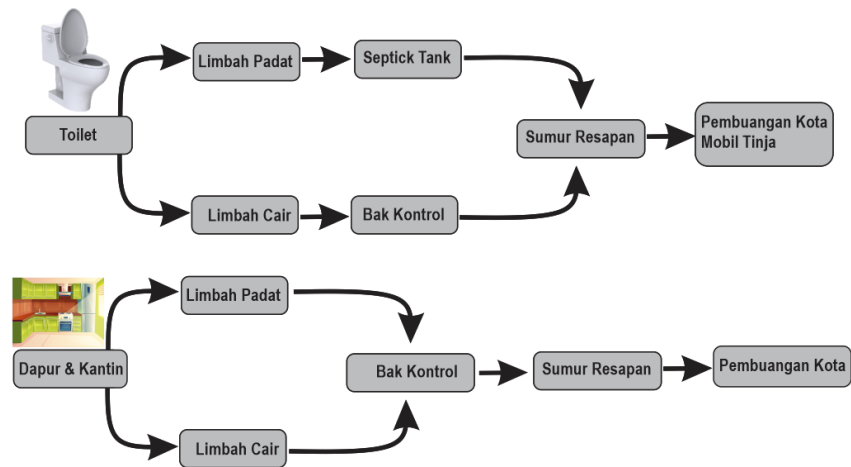 Limbah Padat
Septick Tank
Toilet
Sumur Resapan
Pembuangan Kota
Mobil Tinja
Limbah Cair
Bak Kontrol
Limbah Padat
Dapur & Kantin
Bak Kontrol
Sumur Resapan
Pembuangan Kota
Limbah Cair